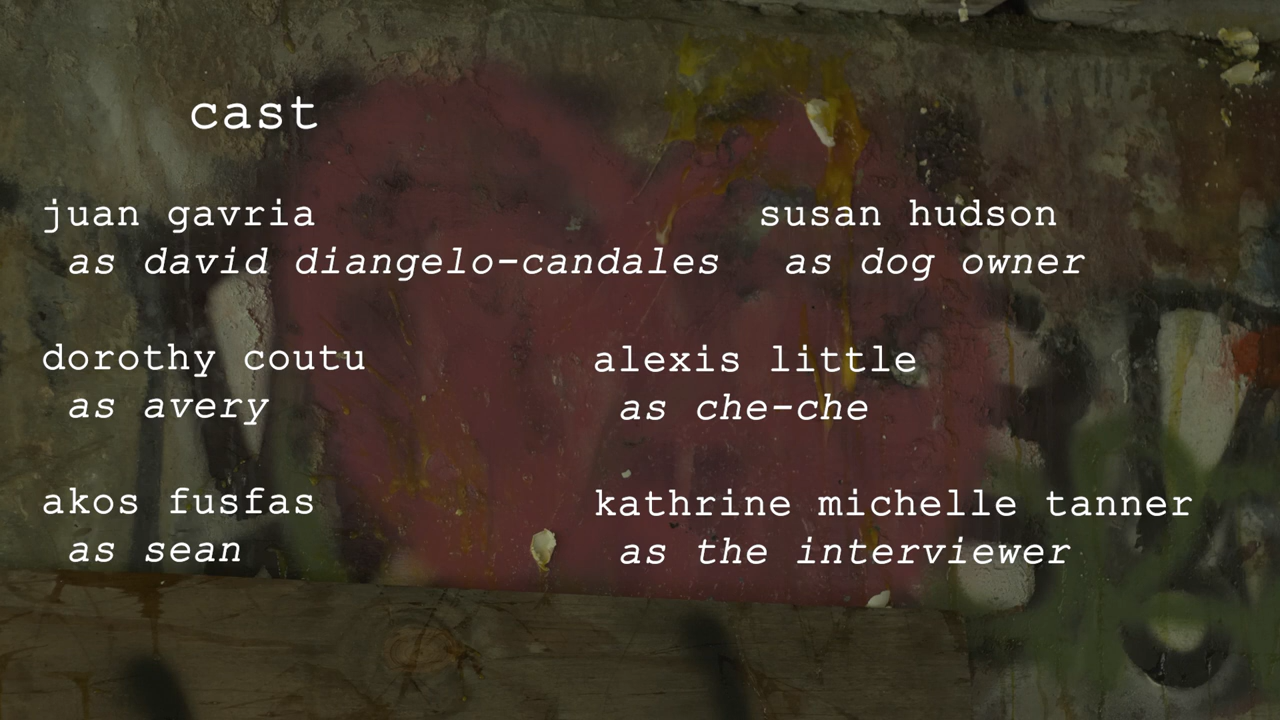 cast
juan gavria
as david diangelo-candales
dorothy coutu
as avery
akos fusfas
as sean
susan hudson
as dog owner
alexis little
as che-che
kathrine michelle tanner
as the interviewer